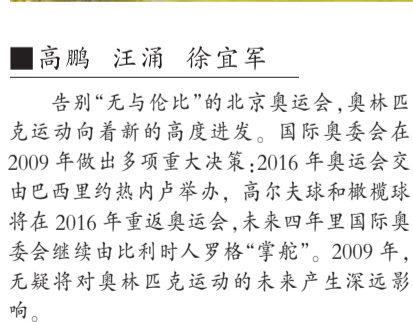 ■高鹏 汪涌 徐宜军
告别“无与伦比”的北京奥运会,奥林匹
克运动向着新的高度进发。国际奥委会在
2009年做出多项重大决策:2016年奥运会交
由巴西里约热内卢举办,高尔夫球和橄榄球
将在2016年重返奥运会,未来四年里国际奥
委会继续由比利时人罗格“掌舵”。2009年,
无疑将对奥林匹克运动的未来产生深远影
响。